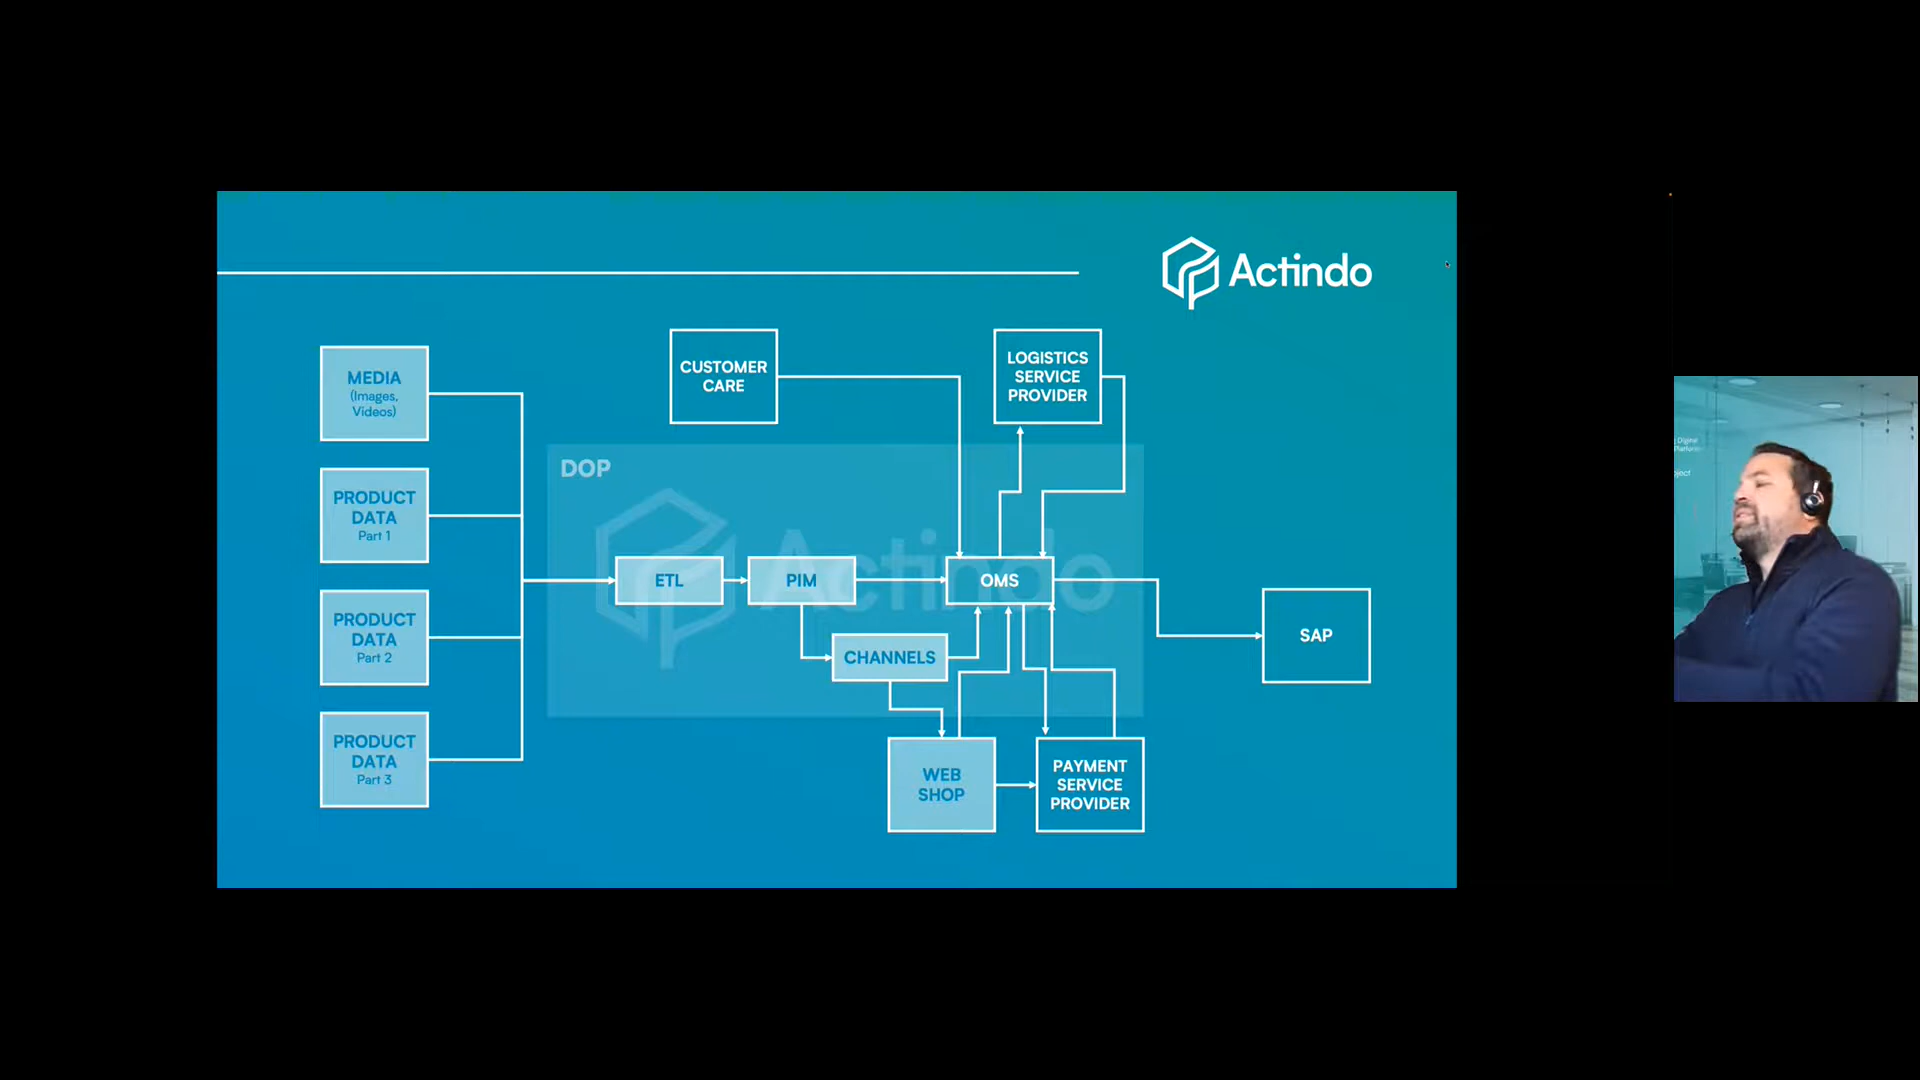 Actindo
MEDIA
(Images,
Videos)
CUSTOMER
CARE
LOGISTICS
SERVICE
PROVIDER
DOP
Actindo
PRODUCT
DATA
Part 1
ETL
PIM
OMS
PRODUCT
DATA
Part 2
CHANNELS
SAP
PRODUCT
DATA
Part 3
WEB
SHOP
PAYMENT
SERVICE
PROVIDER